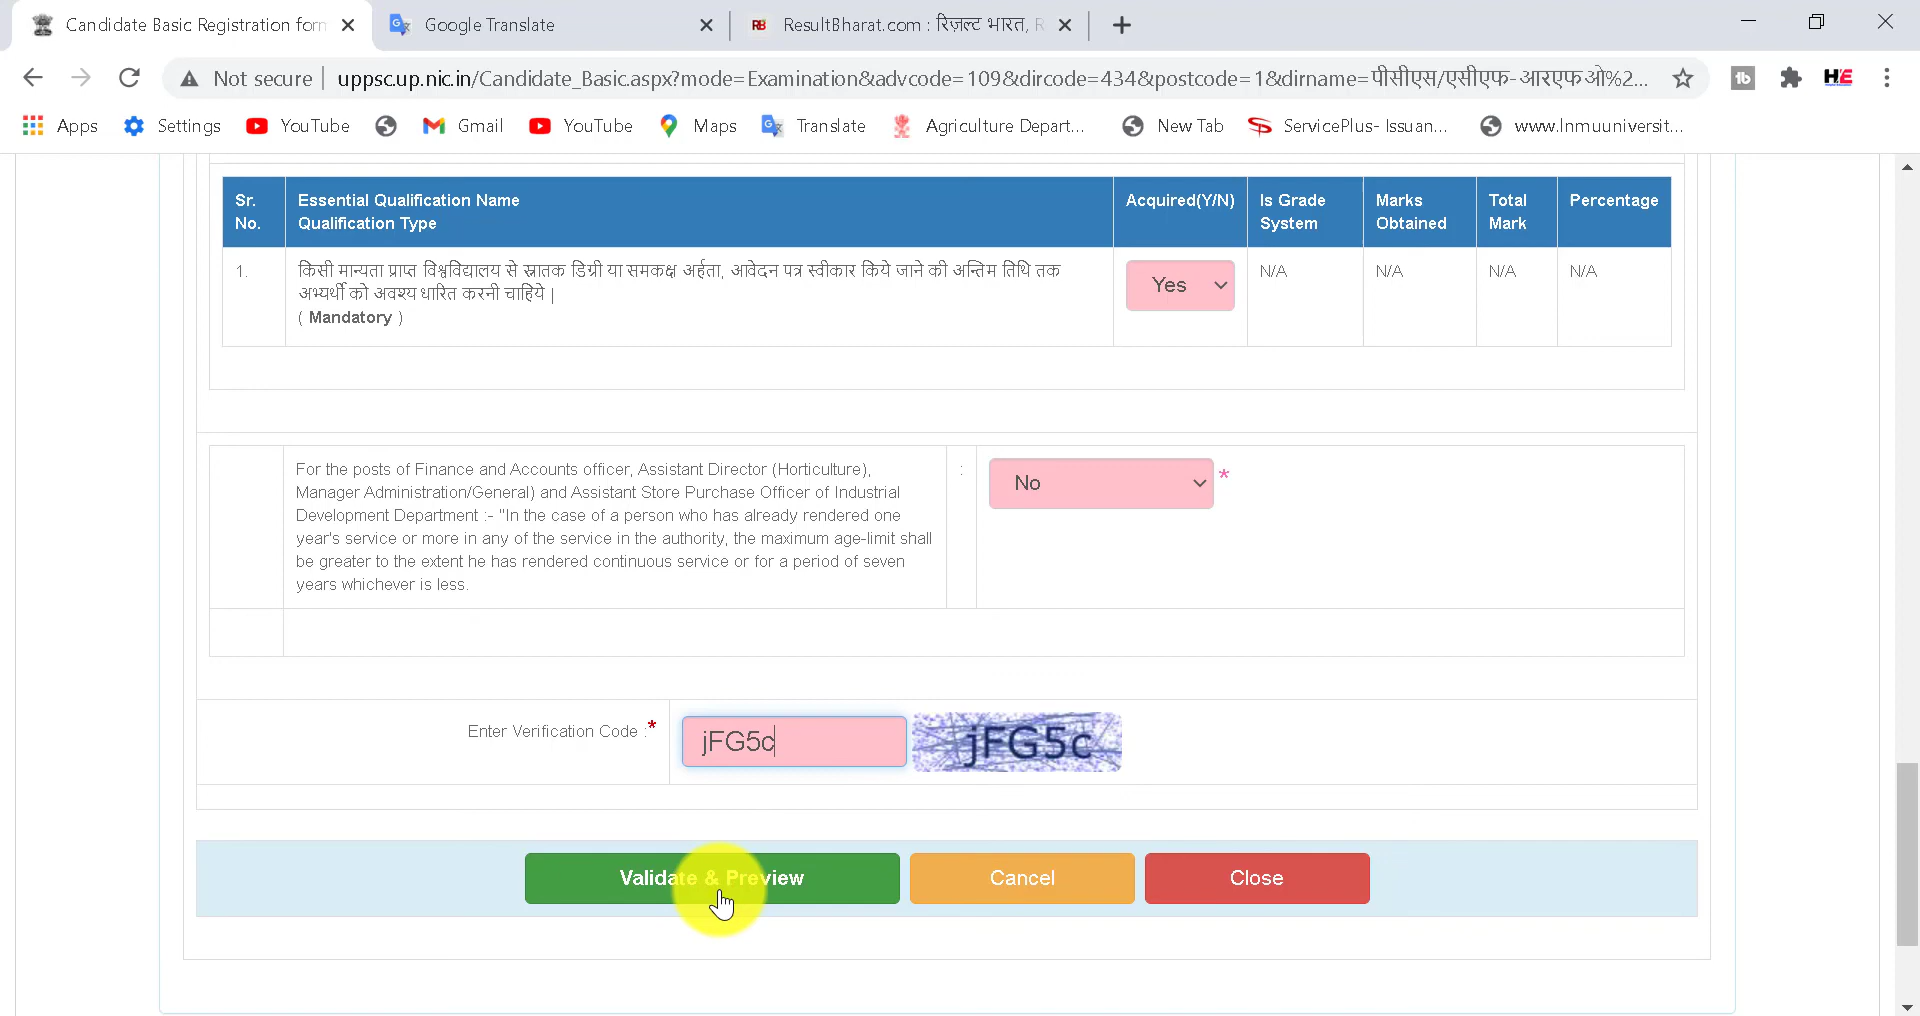 Candidate Basic Registration form
Google Translate
RB
ResultBharat.com : रिज़ल्ट भारत, R
Not secure
uppsc.up.nic.in/Candidate_Basic.aspx?mode=Examination&advcode=109&dircode=434&postcode=1&dirname=पीसीएस/एसीएफ-आरएफओ%2...
Apps
Settings
YouTube
Gmail
YouTube
Maps
Translate
Agriculture Depart...
New Tab
ServicePlus- Issuan...
www.lnmuuniversit...
Sr. No.
Essential Qualification Name
Qualification Type
Acquired(Y/N)
Is Grade System
Marks Obtained
Total Mark
Percentage
1.
किसी मान्यता प्राप्त विश्वविद्यालय से स्नातक डिग्री या समकक्ष अर्हता, आवेदन पत्र स्वीकार किये जाने की अन्तिम तिथि तक
अभ्यर्थी को अवश्य धारित करनी चाहिये |
( Mandatory )
Yes
N/A
N/A
N/A
N/A
For the posts of Finance and Accounts officer, Assistant Director (Horticulture),
Manager Administration/General) and Assistant Store Purchase Officer of Industrial
Development Department :- "In the case of a person who has already rendered one
year's service or more in any of the service in the authority, the maximum age-limit shall
be greater to the extent he has rendered continuous service or for a period of seven
years whichever is less.
:
No
*
Enter Verification Code :*
jFG5c
jFG5c
Validate & Preview
Cancel
Close